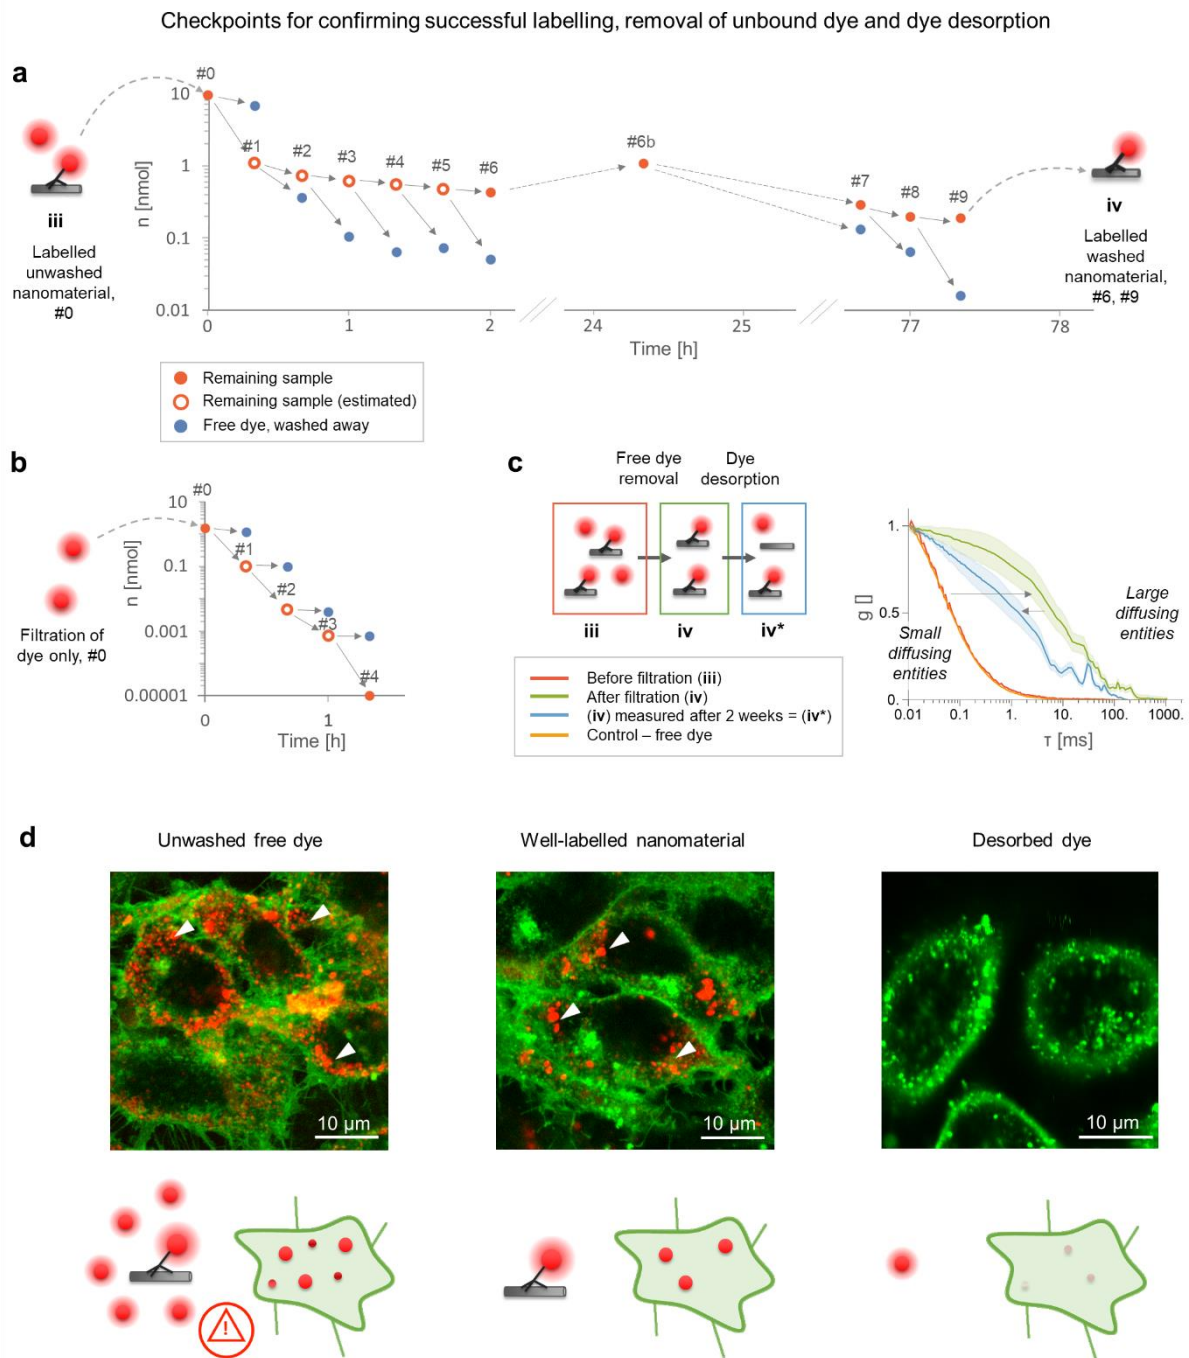 Checkpoints for confirming successful labelling, removal of unbound dye and dye desorption
a
#0
10
#1
#2
#3
#4
#5
#6
#6b
#7
#8
#9
1
0.1
0.01
n [nmol]
0
1
2
24
25
77
78
Time [h]
iii
Labelled
unwashed
nanomaterial,
#0
iv
Labelled
washed
nanomaterial,
#6, #9
Remaining sample
Remaining sample (estimated)
Free dye, washed away
b
#0
10
0.1
0.001
0.00001
n [nmol]
#1
#2
#3
#4
0
1
Time [h]
Filtration of
dye only, #0
c
Free dye
removal
Dye
desorption
iii
iv
iv*
Before filtration (iii)
After filtration (iv)
(iv) measured after 2 weeks = (iv*)
Control – free dye
1.
0.5
0.
g []
Small
diffusing
entities
Large
diffusing
entities
0.01
0.1
1.
10.
100.
1000.
τ [ms]
d
Unwashed free dye
Well-labelled nanomaterial
Desorbed dye
10 µm
10 µm
10 µm
!